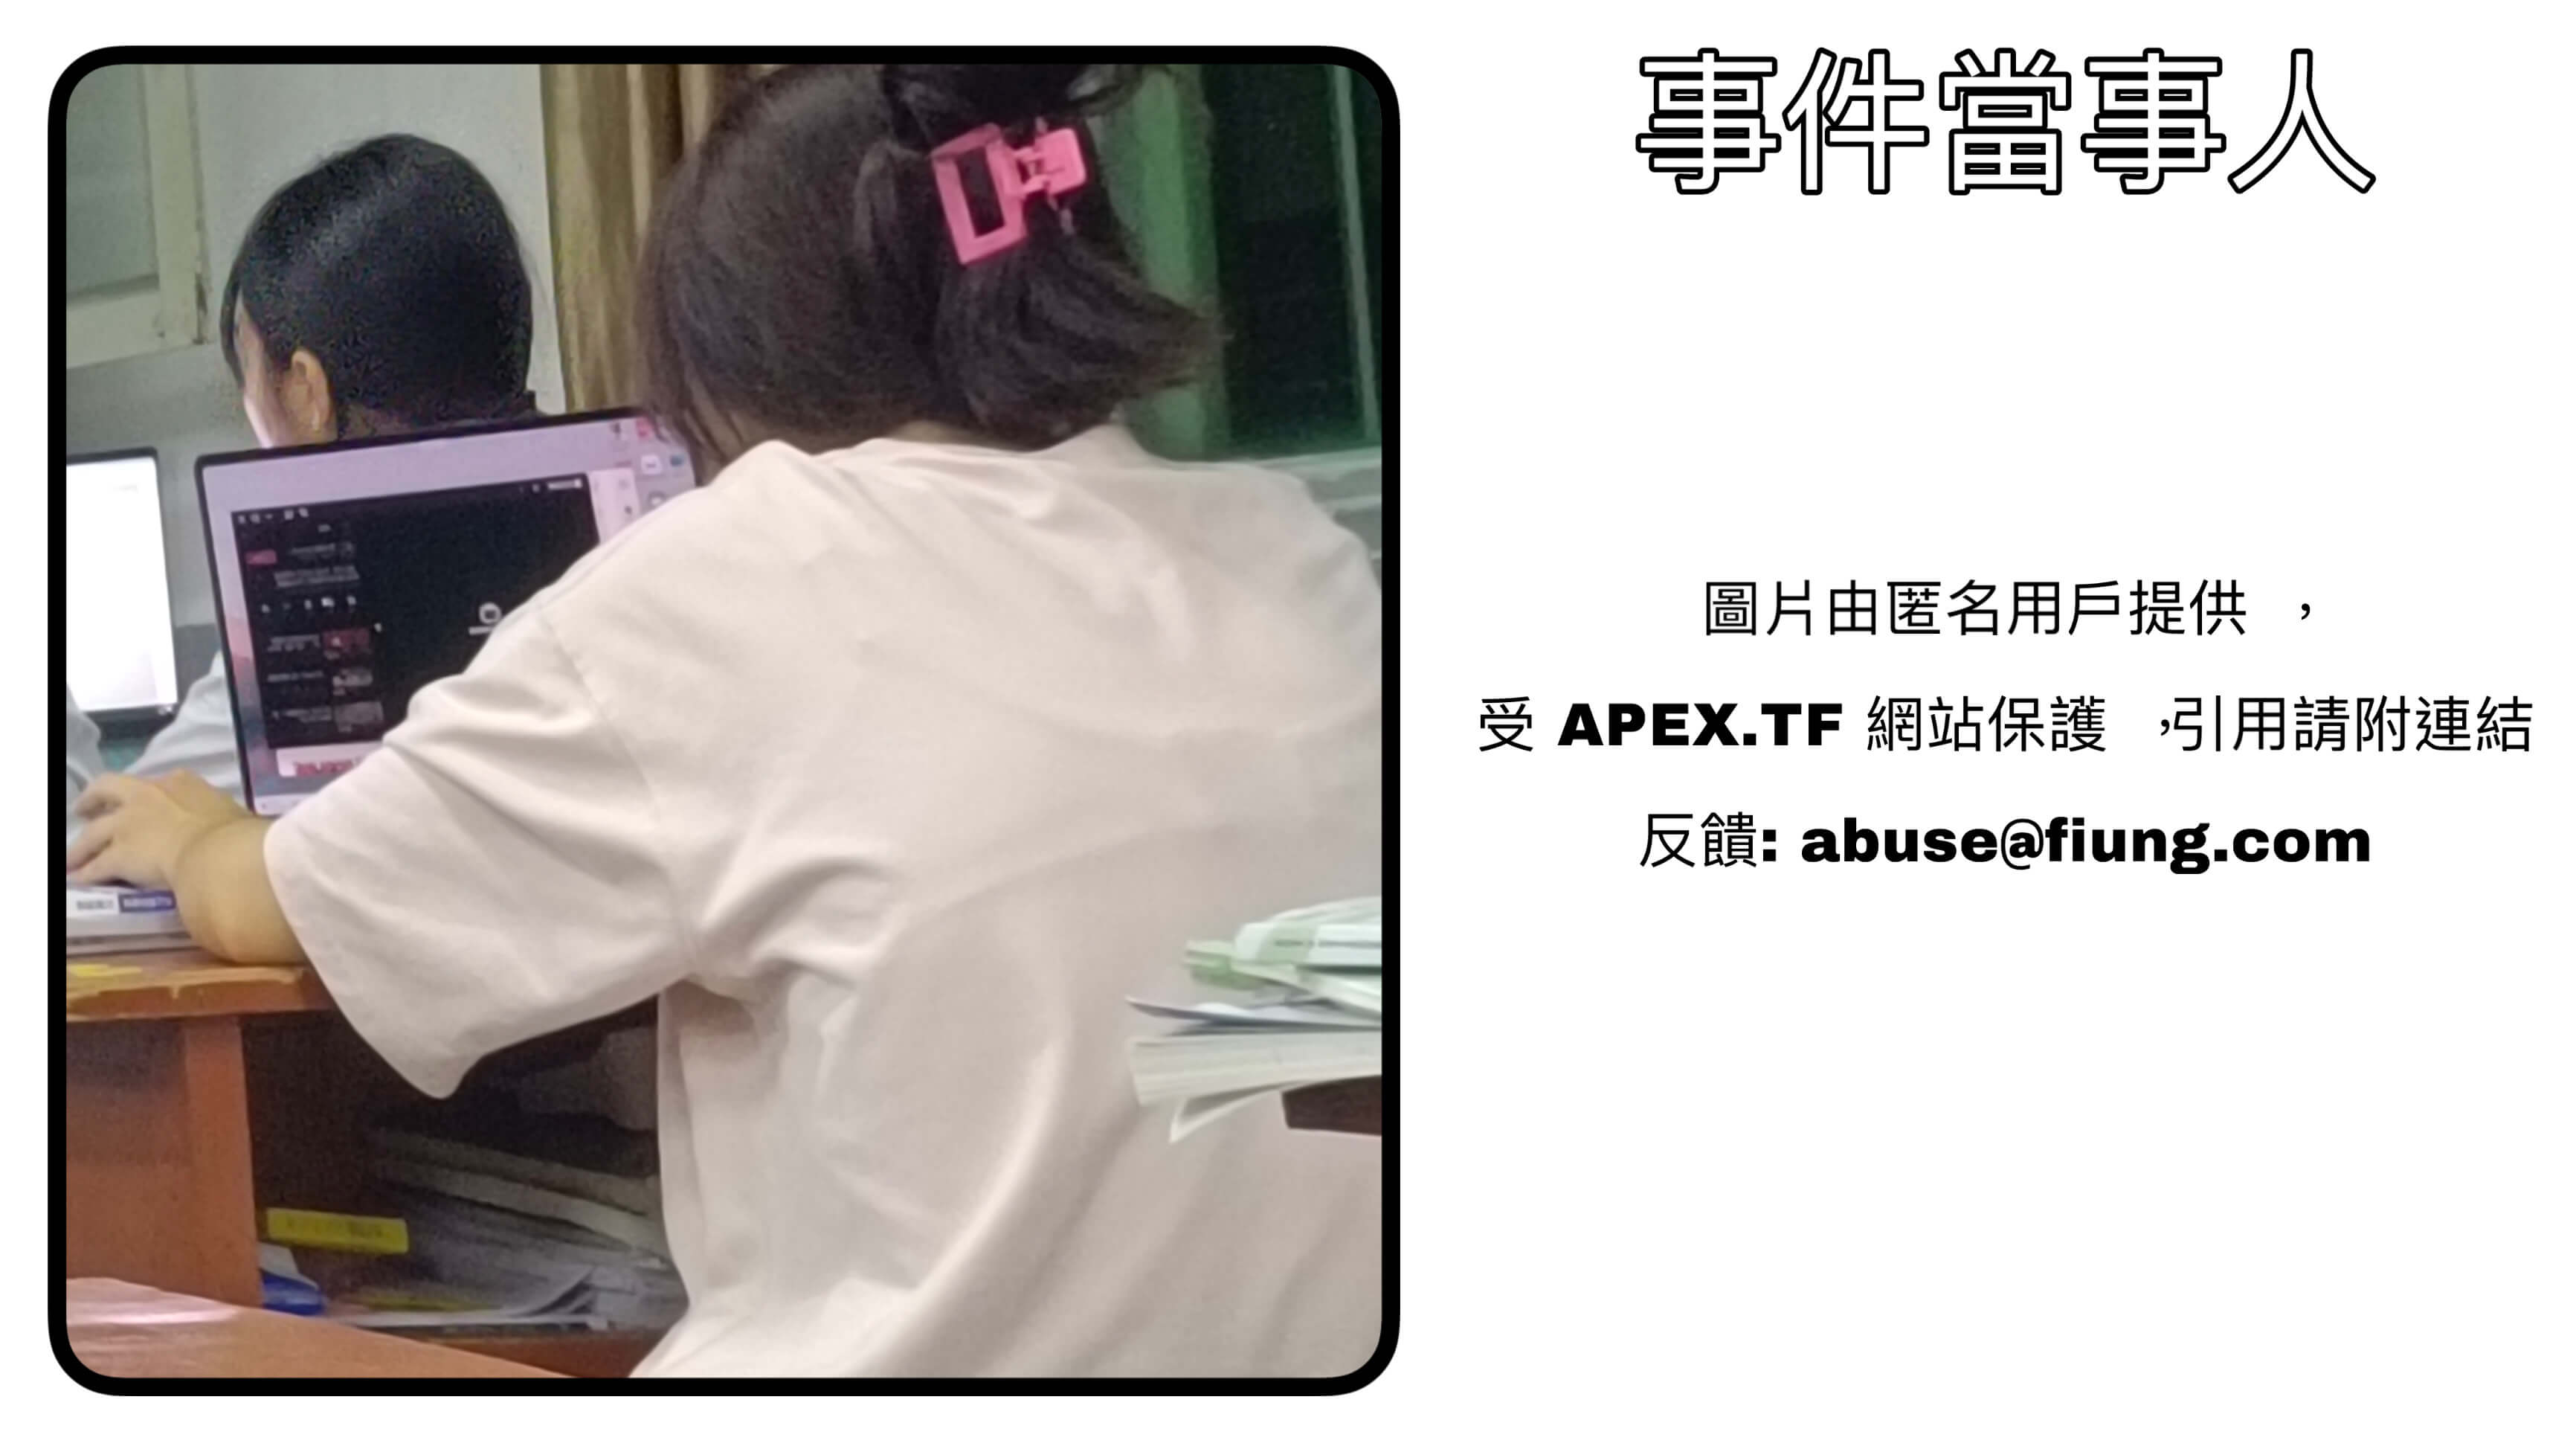 事件當事人
圖片由匿名用戶提供 ，
受 APEX.TF 網站保護 ，引用請附連結
反饋: abuse@fiung.com